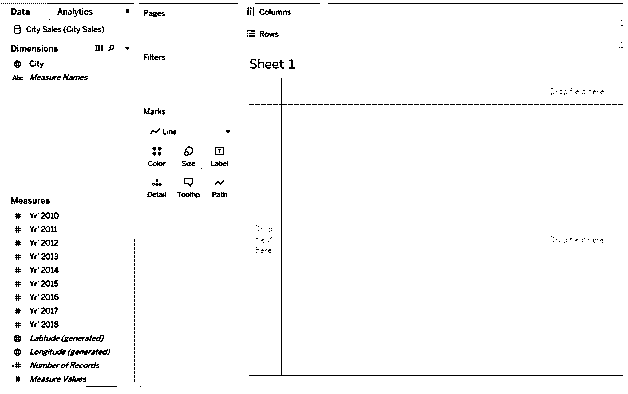 Data Analytics
City Sales (City Sales)
Dimensions
City
Abc Measure Names
Measures
# Yr'2010
# Yr'2011
# Yr'2012
# Yr'2013
# Yr'2014
# Yr'2015
# Yr'2016
# Yr'2017
# Yr'2018
Latitude (generated)
Longitude (generated)
# Number of Records
# Measure Values
Pages
Filters
Marks
Line
Color Size Label
Detail Tooltip Path
Columns
Rows
Sheet 1
Drop field here
Drop
field
here
Drop field here